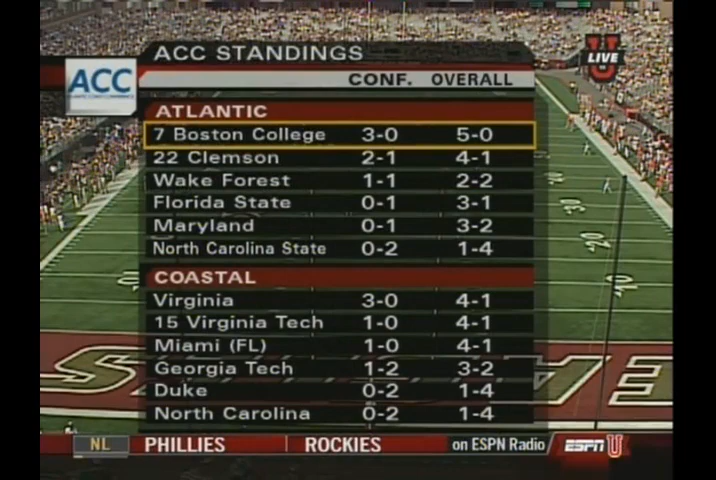 ACC STANDINGS
ACC
LIVE
CONF. OVERALL
ATLANTIC
7 Boston College 3-0 5-0
22 Clemson 2-1 4-1
Wake Forest 1-1 2-2
Florida State 0-1 3-1
Maryland 0-1 3-2
North Carolina State 0-2 1-4
COASTAL
Virginia 3-0 4-1
15 Virginia Tech 1-0 4-1
Miami (FL) 1-0 4-1
Georgia Tech 1-2 3-2
Duke 0-2 1-4
North Carolina 0-2 1-4
NL PHILLIES ROCKIES on ESPN Radio ESPN U